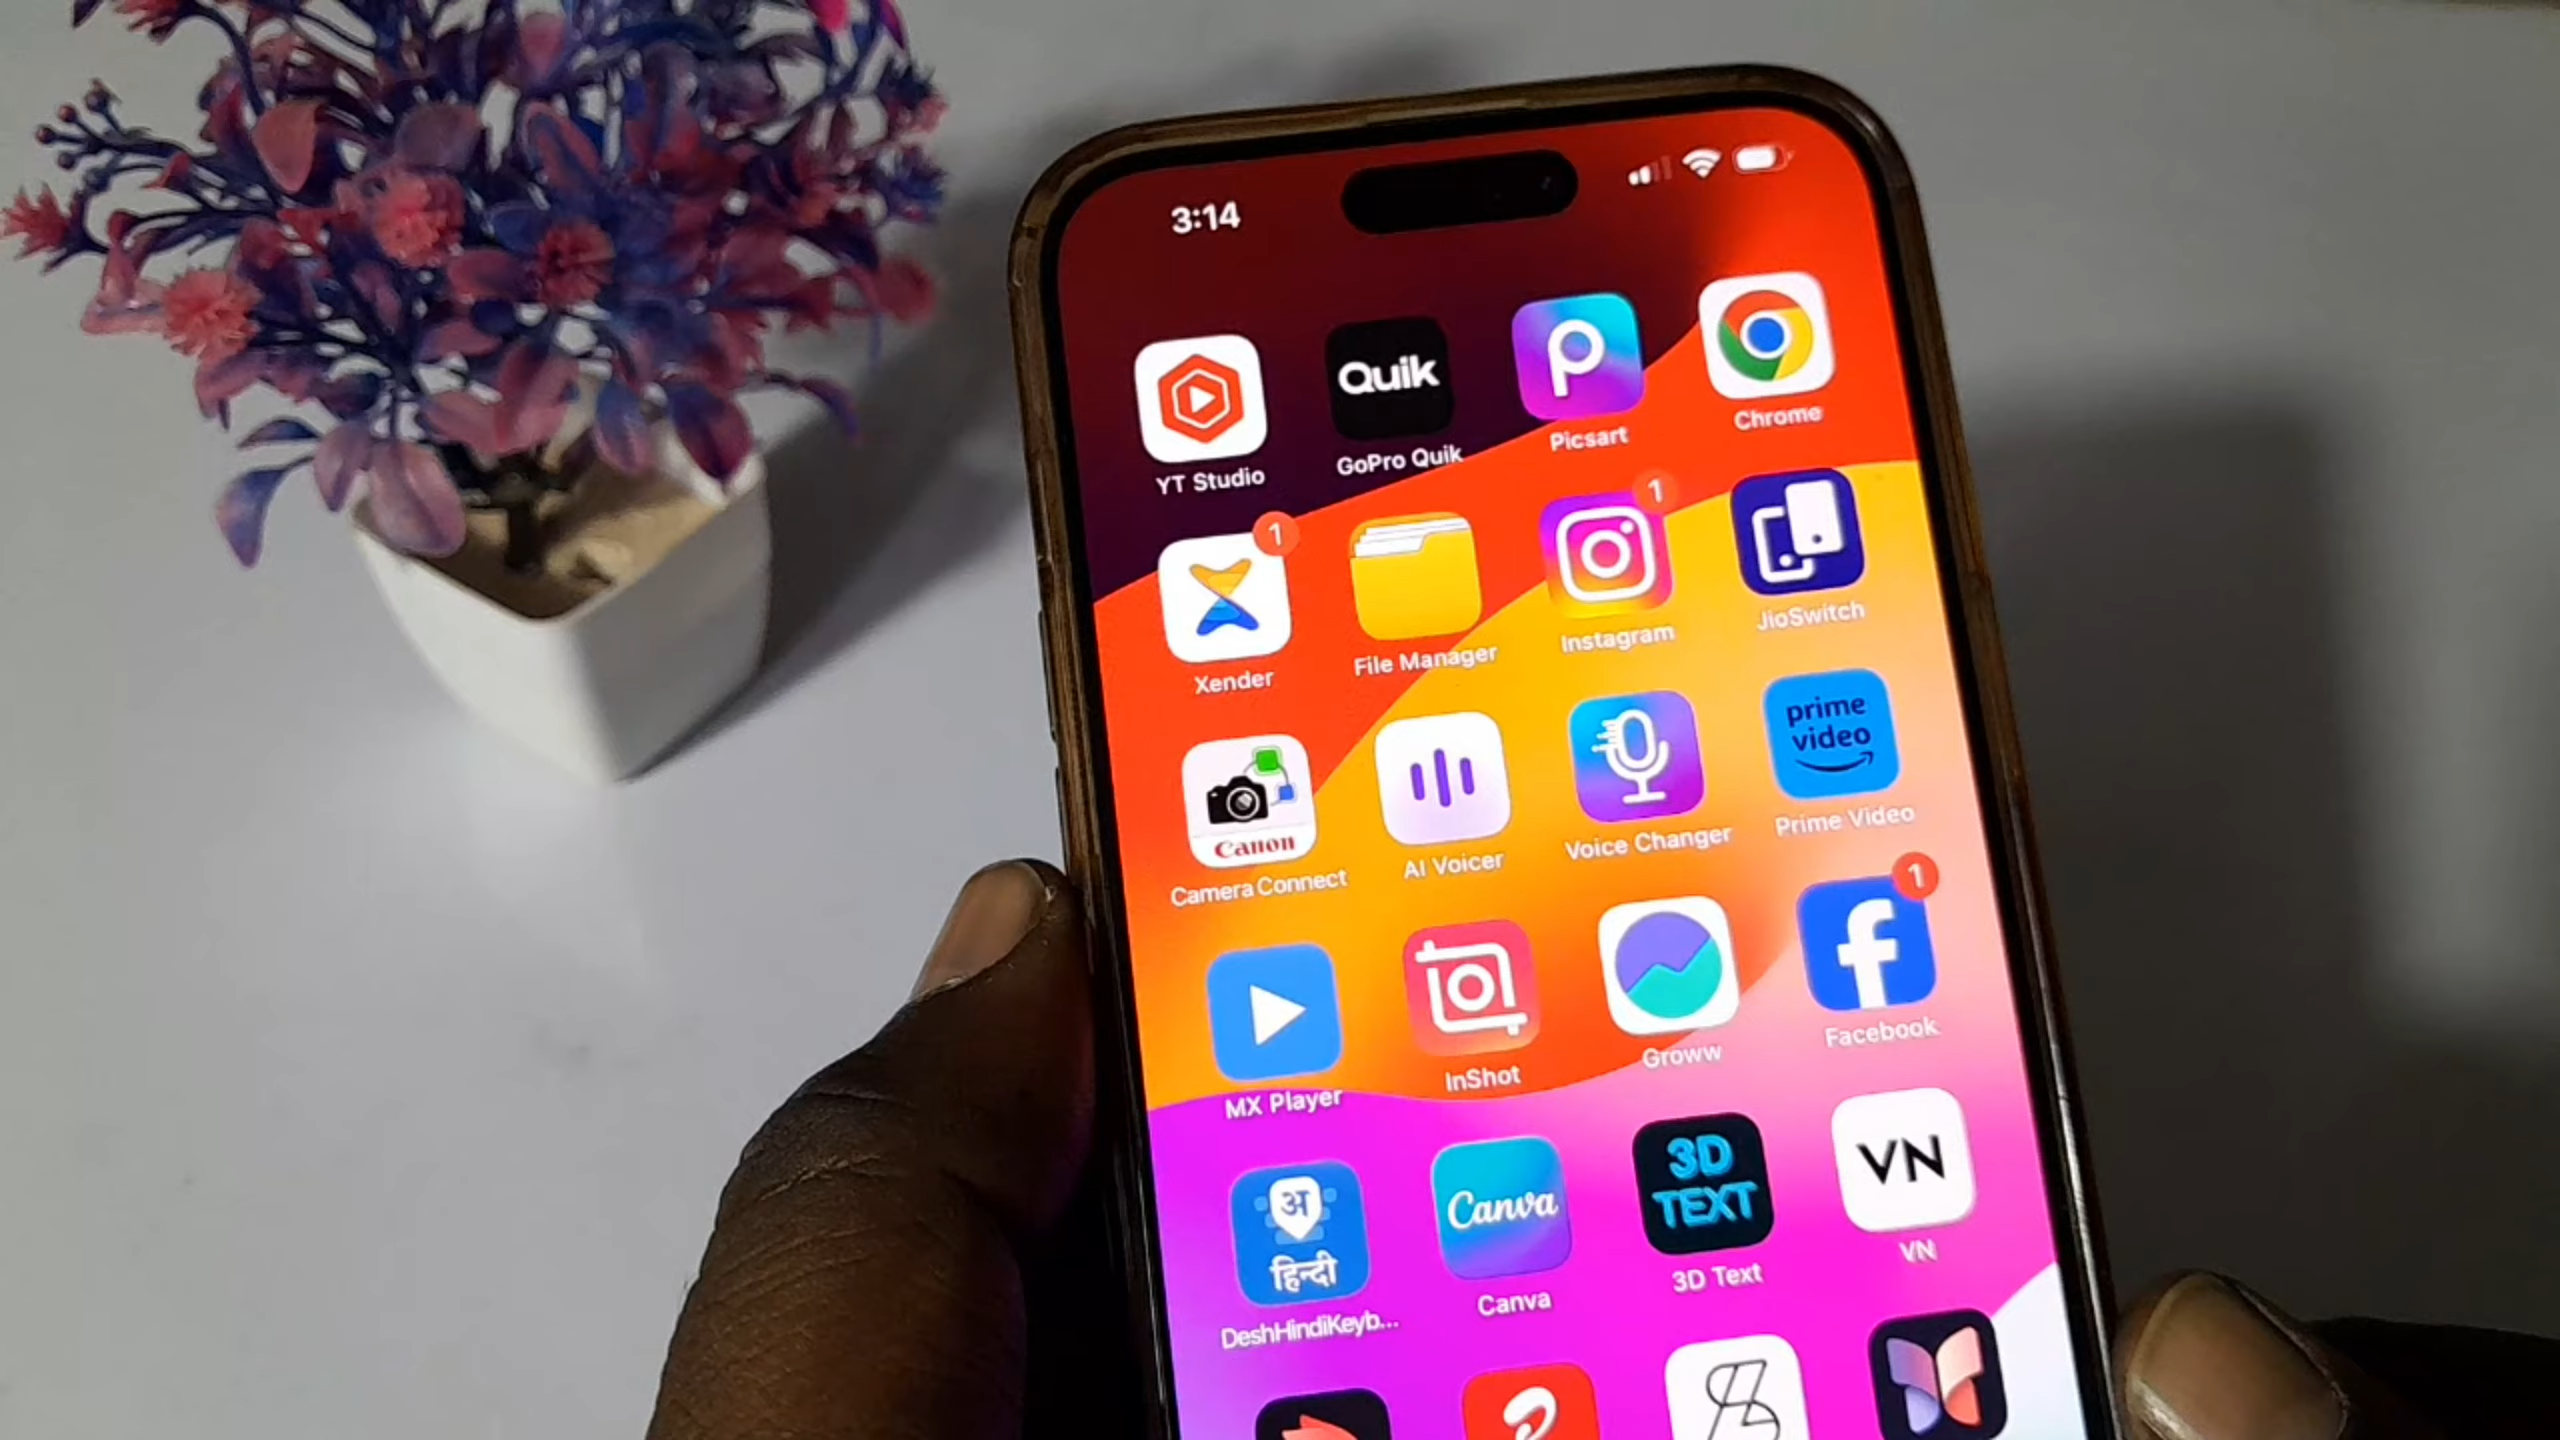 3:14
Quik
YT Studio
GoPro Quik
Picsart
Chrome
1
1
Xender
File Manager
Instagram
JioSwitch
Canon
prime
video
Camera Connect
AI Voicer
Voice Changer
Prime Video
1
MX Player
InShot
Groww
Facebook
अ
हिन्दी
Canva
3D
TEXT
VN
DeshHindiKeyb...
Canva
3D Text
VN